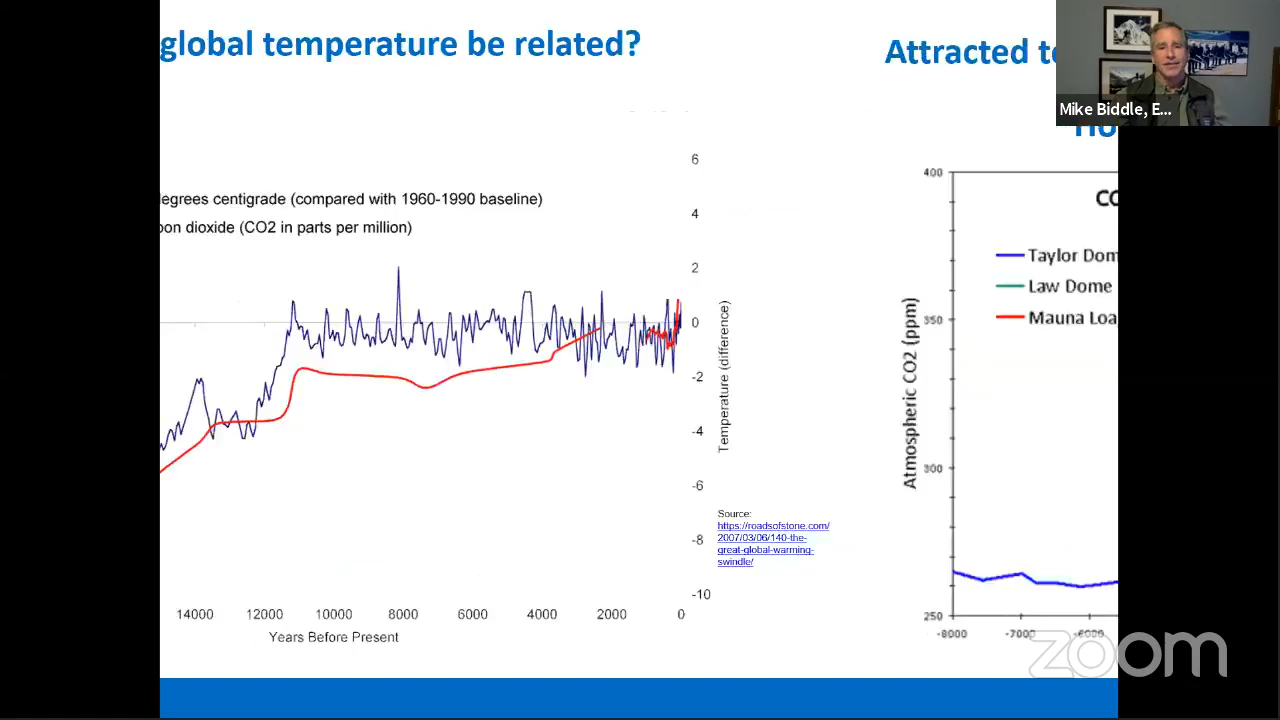 global temperature be related?
Attracted t
Mike Biddle, E...
6
egrees centigrade (compared with 1960-1990 baseline)
4
bon dioxide (CO2 in parts per million)
2
0
-2
-4
-6
-8
-10
Temperature (difference)
14000 12000 10000 8000 6000 4000 2000 0
Years Before Present
Source:
https://roadsofstone.com/
2007/03/06/140-the-
great-global-warming-
swindle/
400
350
300
250
Atmospheric CO2 (ppm)
Taylor Dom
Law Dome
Mauna Loa
-8000 -7000 -6000
zoom